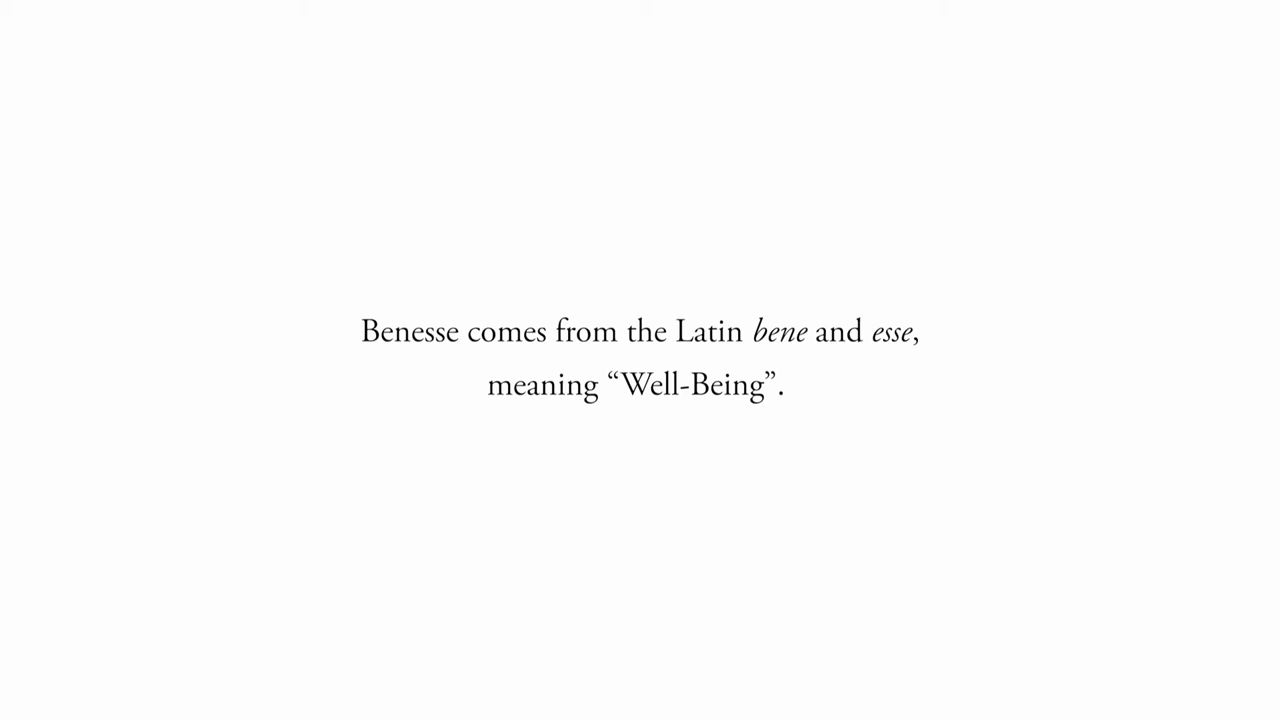 Benesse comes from the Latin bene and esse,
meaning “Well-Being”.